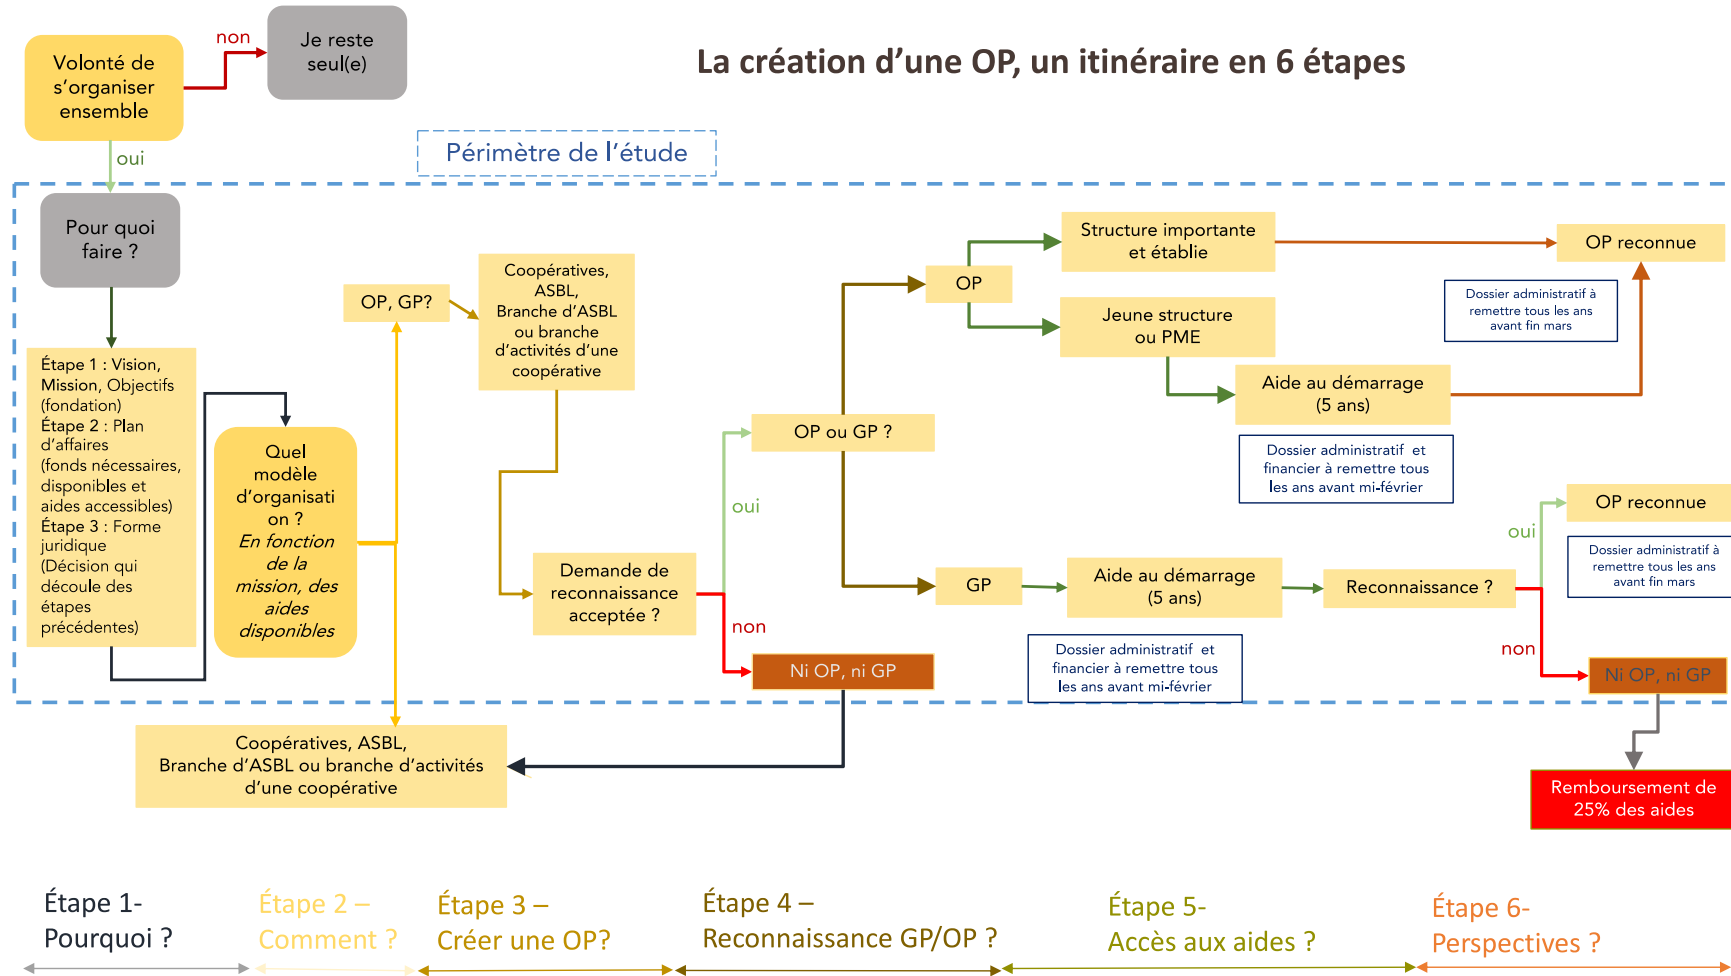 La création d'une OP, un itinéraire en 6 étapes
Volonté de
s'organiser
ensemble
non
Je reste
seul(e)
oui
Périmètre de l'étude
Pour quoi
faire ?
Étape 1 : Vision,
Mission, Objectifs
(fondation)
Étape 2 : Plan
d'affaires
(fonds nécessaires,
disponibles et
aides accessibles)
Étape 3 : Forme
juridique
(Décision qui
découle des
étapes
précédentes)
Quel
modèle
d'organisati
on ?
En fonction
de la
mission, des
aides
disponibles
OP, GP?
Coopératives,
ASBL,
Branche d'ASBL
ou branche
d'activités d'une
coopérative
Demande de
reconnaissance
acceptée ?
oui
non
OP ou GP ?
Ni OP, ni GP
Coopératives, ASBL,
Branche d'ASBL ou branche d'activités
d'une coopérative
OP
Structure importante
et établie
Jeune structure
ou PME
Aide au démarrage
(5 ans)
Dossier administratif et
financier à remettre tous
les ans avant mi-février
OP reconnue
Dossier administratif à
remettre tous les ans
avant fin mars
GP
Aide au démarrage
(5 ans)
Dossier administratif et
financier à remettre tous
les ans avant mi-février
Reconnaissance ?
oui
OP reconnue
Dossier administratif à
remettre tous les ans
avant fin mars
non
Ni OP, ni GP
Remboursement de
25% des aides
Étape 1-
Pourquoi ?
Étape 2 –
Comment ?
Étape 3 –
Créer une OP?
Étape 4 –
Reconnaissance GP/OP ?
Étape 5-
Accès aux aides ?
Étape 6-
Perspectives ?